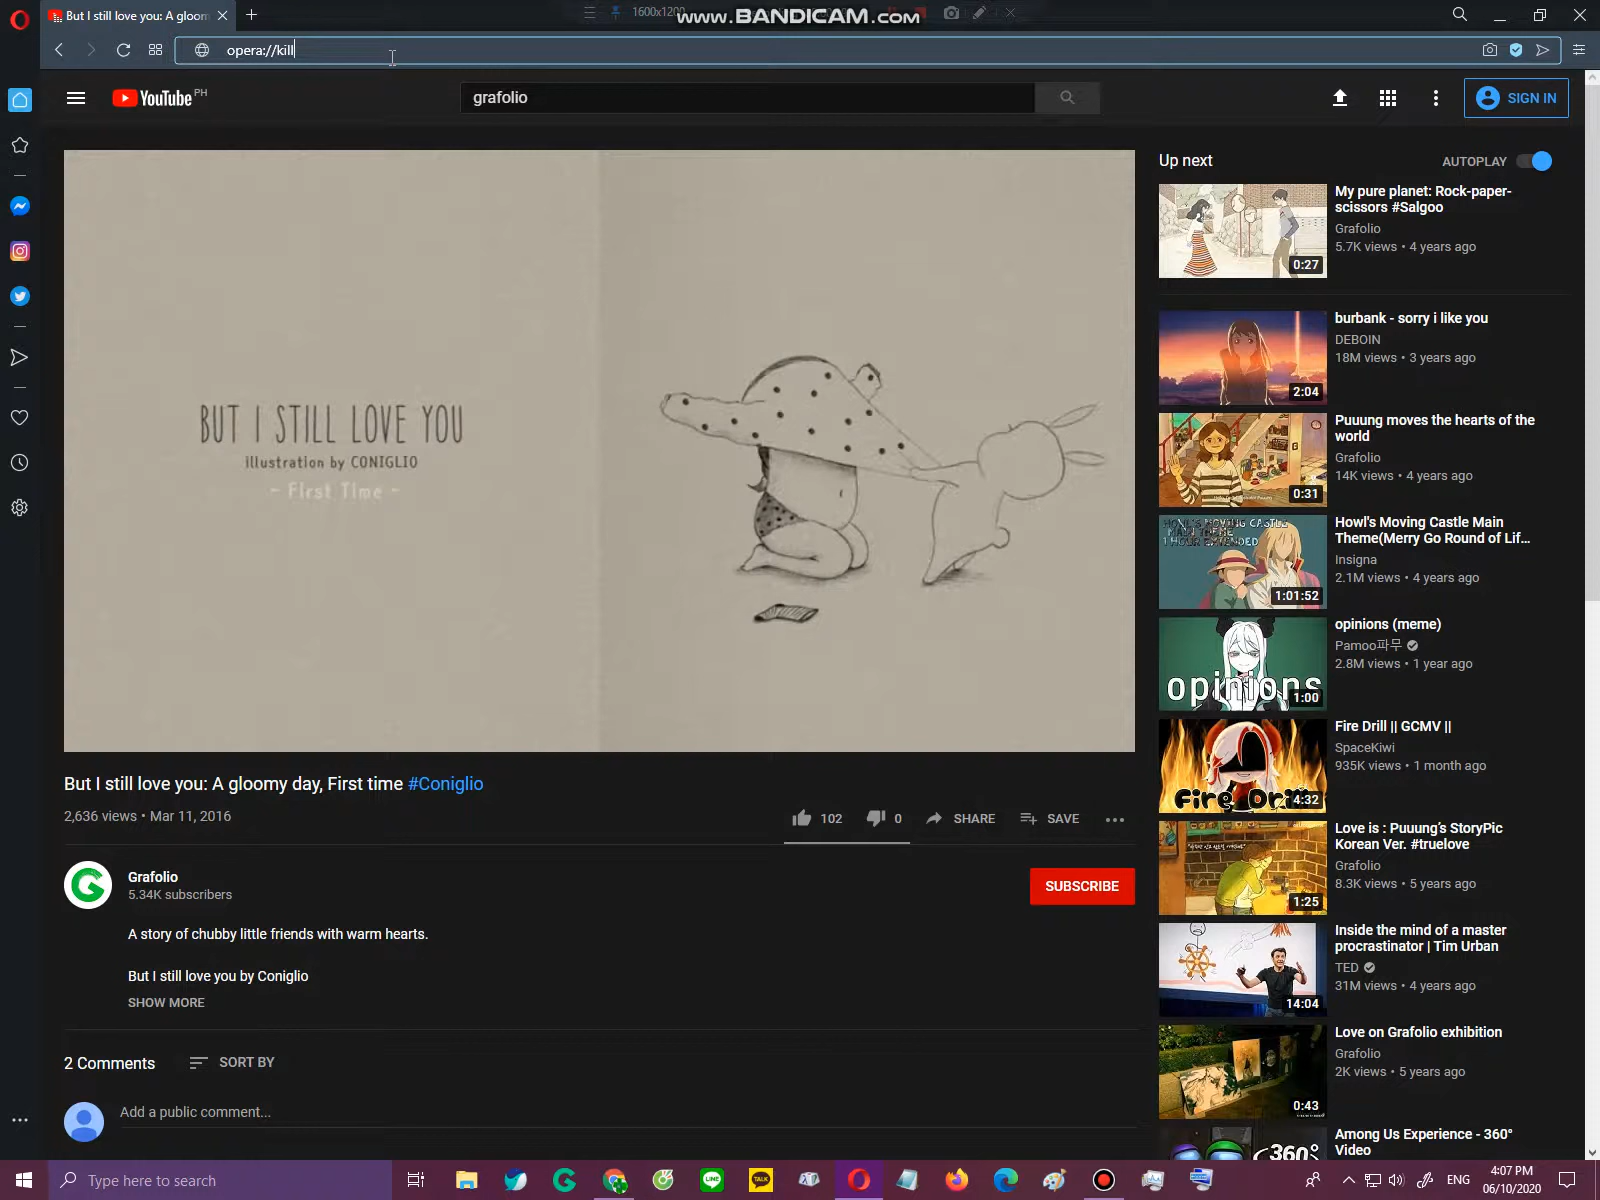 But I still love you: A gloom
1600x1200
www.BANDICAM.com
opera://kill
YouTube PH
grafolio
SIGN IN
BUT I STILL LOVE YOU
illustration by CONIGLIO
- First Time -
But I still love you: A gloomy day, First time #Coniglio
2,636 views • Mar 11, 2016
102
0
SHARE
SAVE
Grafolio
5.34K subscribers
SUBSCRIBE
A story of chubby little friends with warm hearts.
But I still love you by Coniglio
SHOW MORE
2 Comments
SORT BY
Add a public comment...
Up next
AUTOPLAY
0:27
My pure planet: Rock-paper-
scissors #Salgoo
Grafolio
5.7K views • 4 years ago
2:04
burbank - sorry i like you
DEBOIN
18M views • 3 years ago
0:31
Puuung moves the hearts of the
world
Grafolio
14K views • 4 years ago
HOWL'S MOVING CASTLE
MAIN THEME
1 HOUR EXTENDED
1:01:52
Howl's Moving Castle Main
Theme(Merry Go Round of Lif...
Insigna
2.1M views • 4 years ago
opinions
1:00
opinions (meme)
Pamoo파무
2.8M views • 1 year ago
Fire Drill
4:32
Fire Drill || GCMV ||
SpaceKiwi
935K views • 1 month ago
1:25
Love is : Puuung's StoryPic
Korean Ver. #truelove
Grafolio
8.3K views • 5 years ago
14:04
Inside the mind of a master
procrastinator | Tim Urban
TED
31M views • 4 years ago
0:43
Love on Grafolio exhibition
Grafolio
2K views • 5 years ago
360°
Among Us Experience - 360°
Video
Type here to search
LINE
TALK
ENG
4:07 PM
06/10/2020